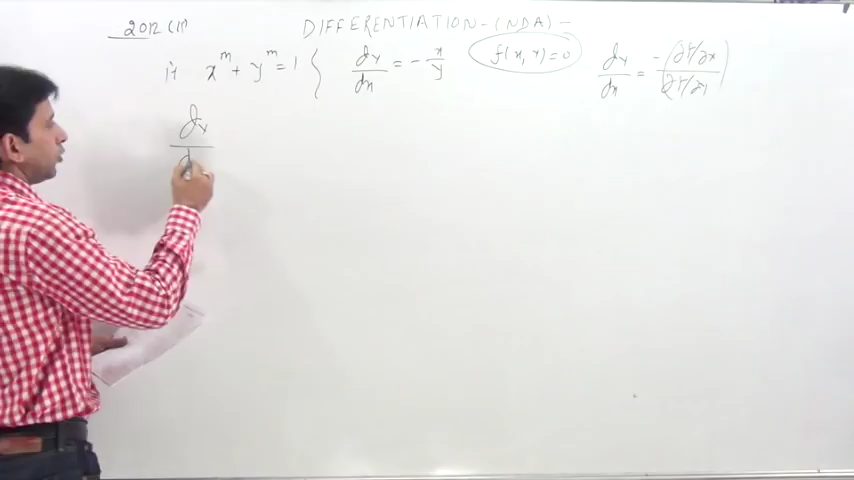 2012 (II) DIFFERENTIATION - (NDA) -
if x^m + y^m = 1 { dy/dx = - x/y f(x, y) = 0 dy/dx = -(∂f/∂x / ∂f/∂y)
dy
d